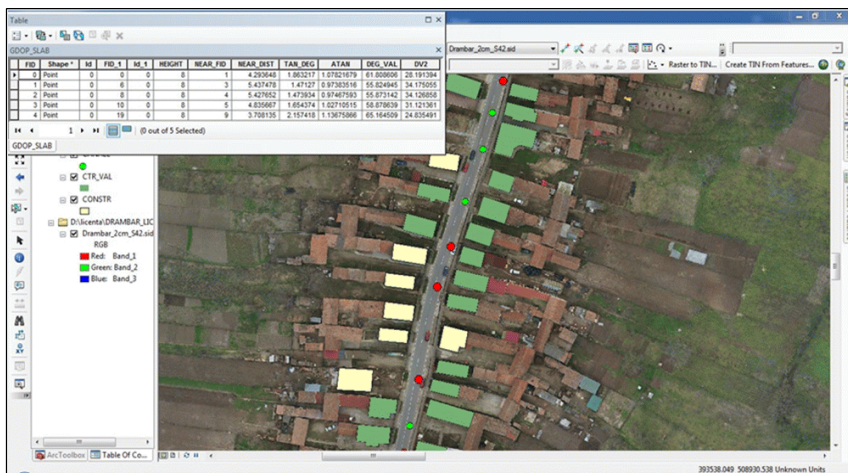 Table
GDOP_SLAB
FID Shape * Id FID_1 Id_1 HEIGHT NEAR_FID NEAR_DIST TAN_DEG ATAN DEG_VAL DV2
0 Point 0 0 0 8 1 4.293648 1.863217 1.07821679 61.808606 28.191394
1 Point 0 6 0 8 3 5.437478 1.47127 0.97383516 55.824945 34.175055
2 Point 0 8 0 8 4 5.427652 1.473934 0.97467593 55.873142 34.126858
3 Point 0 10 0 8 5 4.835667 1.654374 1.02710515 58.878639 31.121361
4 Point 0 19 0 8 9 3.708135 2.157418 1.13675866 65.164509 24.835491
1 (0 out of 5 Selected)
GDOP_SLAB
Drambar_2cm_S42.sid
Raster to TIN... Create TIN From Features...
CTR_VAL
CONSTR
D:\licenta\DRAMBAR_LIC
Drambar_2cm_S42.sid
RGB
Red: Band_1
Green: Band_2
Blue: Band_3
ArcToolbox Table Of Co...
393538.049 508930.538 Unknown Units